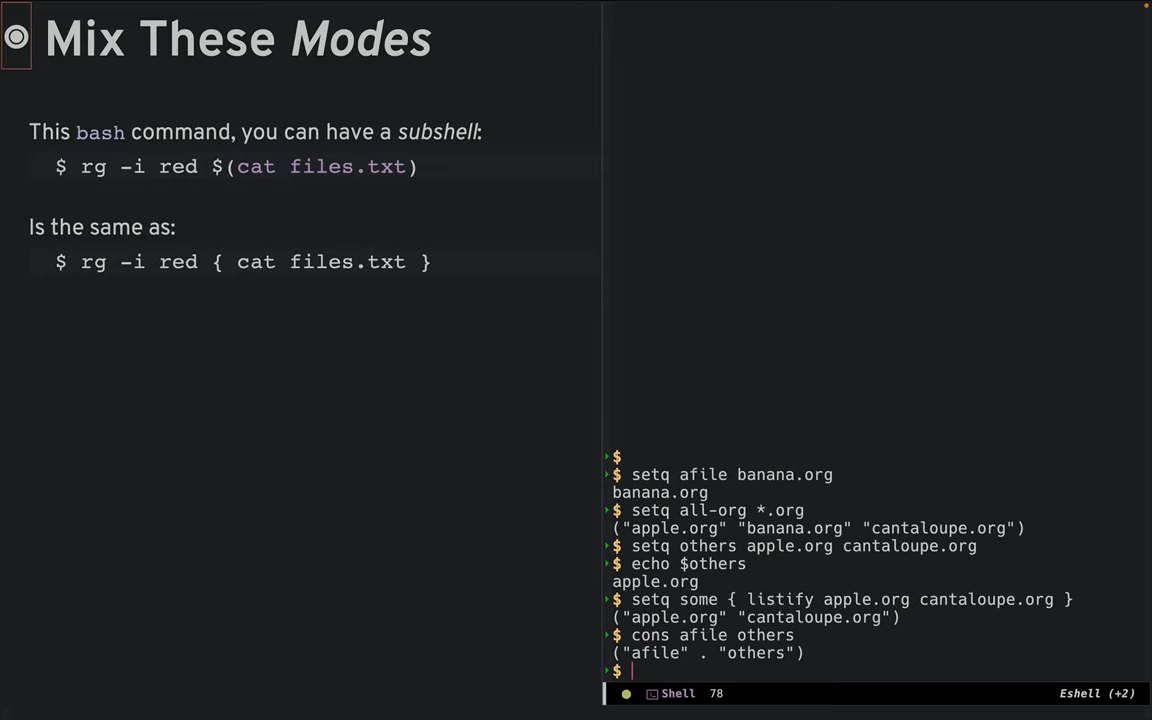 Mix These Modes
This bash command, you can have a subshell:
$ rg -i red $(cat files.txt)
Is the same as:
$ rg -i red { cat files.txt }
$
$ setq afile banana.org
banana.org
$ setq all-org *.org
("apple.org" "banana.org" "cantaloupe.org")
$ setq others apple.org cantaloupe.org
$ echo $others
apple.org
$ setq some { listify apple.org cantaloupe.org }
("apple.org" "cantaloupe.org")
$ cons afile others
("afile" . "others")
$
Shell 78 Eshell (+2)